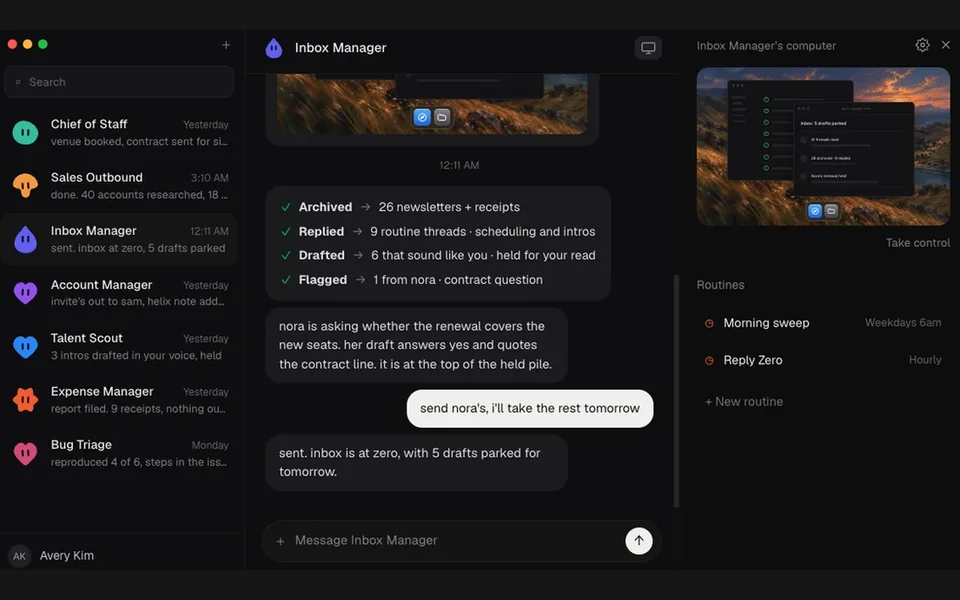 Search
Chief of Staff
Yesterday
venue booked, contract sent for si...
Sales Outbound
3:10 AM
done. 40 accounts researched, 18 ...
Inbox Manager
12:11 AM
sent. inbox at zero, 5 drafts parked
Account Manager
Yesterday
invite's out to sam, helix note add...
Talent Scout
Yesterday
3 intros drafted in your voice, held
Expense Manager
Yesterday
report filed. 9 receipts, nothing ou...
Bug Triage
Monday
reproduced 4 of 6, steps in the iss...
AK Avery Kim
Inbox Manager
12:11 AM
✓ Archived → 26 newsletters + receipts
✓ Replied → 9 routine threads · scheduling and intros
✓ Drafted → 6 that sound like you · held for your read
✓ Flagged → 1 from nora · contract question
nora is asking whether the renewal covers the
new seats. her draft answers yes and quotes
the contract line. it is at the top of the held pile.
send nora's, i'll take the rest tomorrow
sent. inbox is at zero, with 5 drafts parked for
tomorrow.
+ Message Inbox Manager
Inbox Manager's computer
Inbox: 5 drafts parked
Take control
Routines
Morning sweep
Weekdays 6am
Reply Zero
Hourly
+ New routine